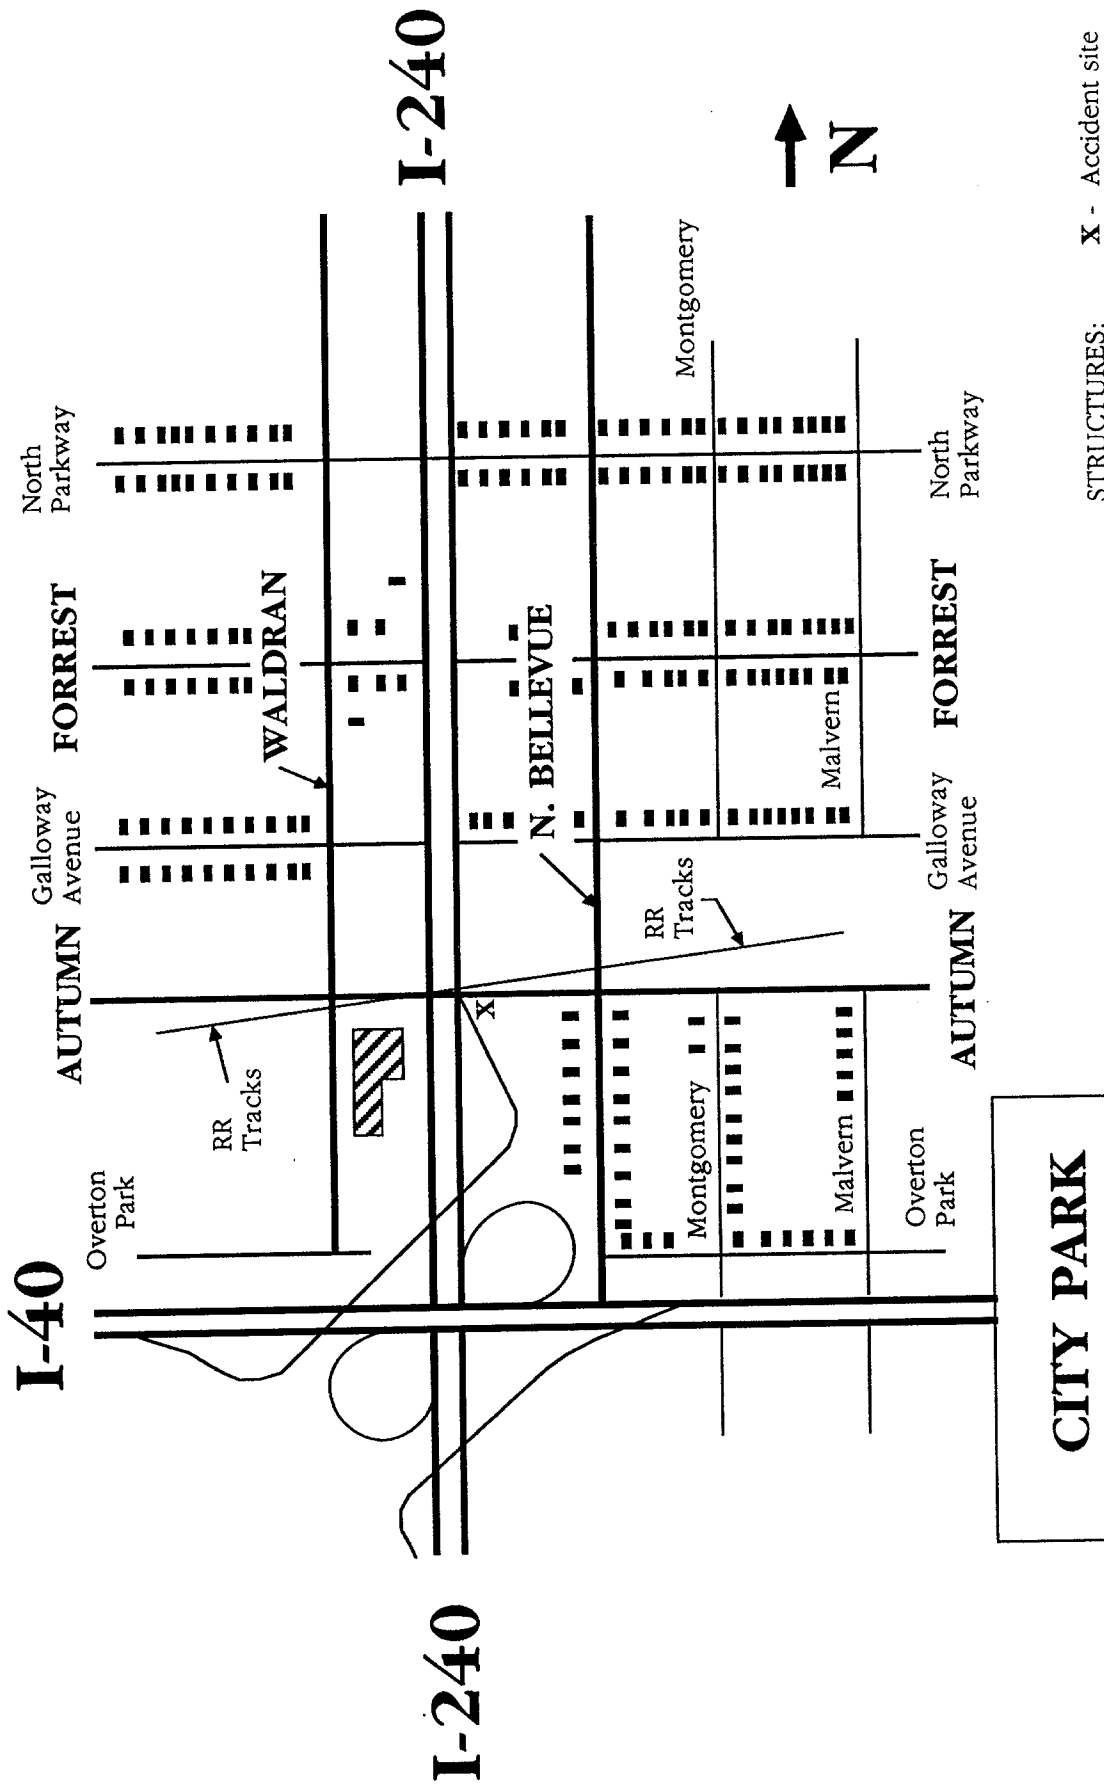 I-40
Overton
Park
AUTUMN
Galloway
Avenue
FORREST
North
Parkway
RR
Tracks
WALDRAN
I-240
I-240
N. BELLEVUE
RR
Tracks
Montgomery
Montgomery
Malvern
Malvern
N
Overton
Park
AUTUMN
Galloway
Avenue
FORREST
North
Parkway
CITY PARK
STRUCTURES:
X - Accident site
X